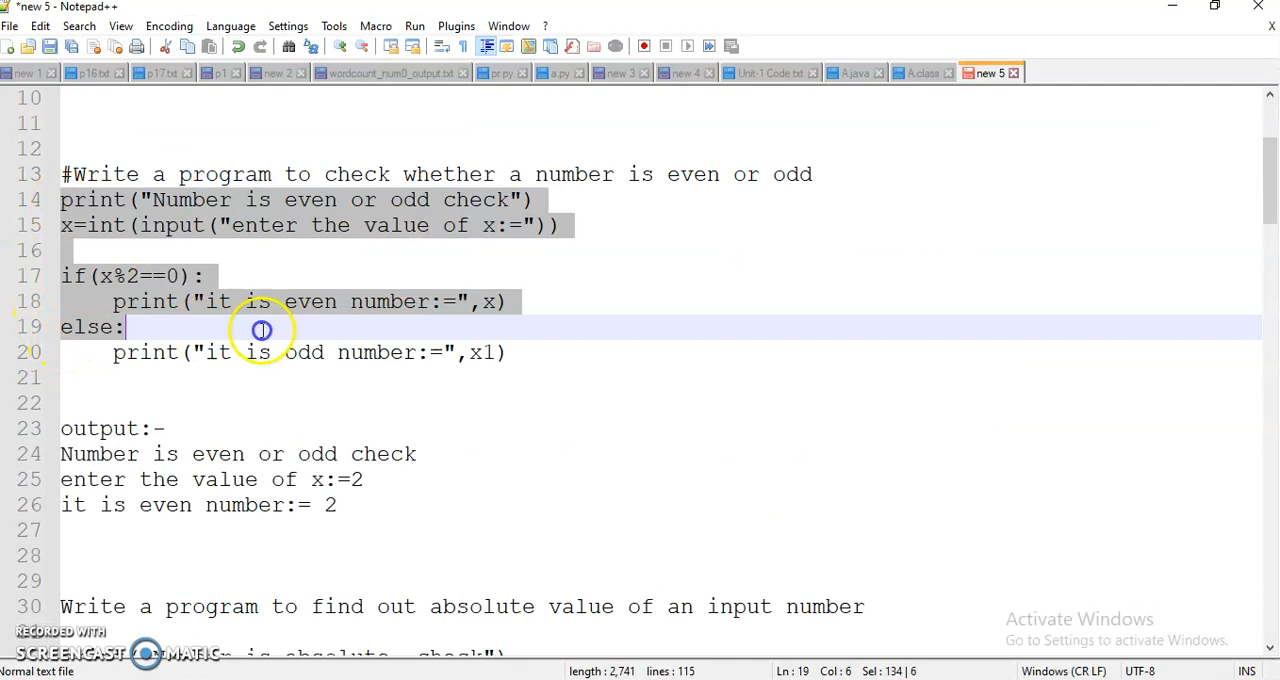 *new 5 - Notepad++
File Edit Search View Encoding Language Settings Tools Macro Run Plugins Window ?
X
new 1 p16.txt p17.txt p1 new 2 wordcount_num0_output.txt pr.py a.py new 3 new 4 Unit-1 Code.txt A.java A.class new 5
10
11
12
13 #Write a program to check whether a number is even or odd
14 print("Number is even or odd check")
15 x=int(input("enter the value of x:="))
16
17 if(x%2==0):
18     print("it is even number:=",x)
19 else:
20     print("it is odd number:=",x1)
21
22
23 output:-
24 Number is even or odd check
25 enter the value of x:=2
26 it is even number:= 2
27
28
29
30 Write a program to find out absolute value of an input number
Activate Windows
Go to Settings to activate Windows.
RECORDED WITH
SCREENCAST MATIC
is absolute check")
Normal text file length : 2,741 lines : 115 Ln : 19 Col : 6 Sel : 134 | 6 Windows (CR LF) UTF-8 INS